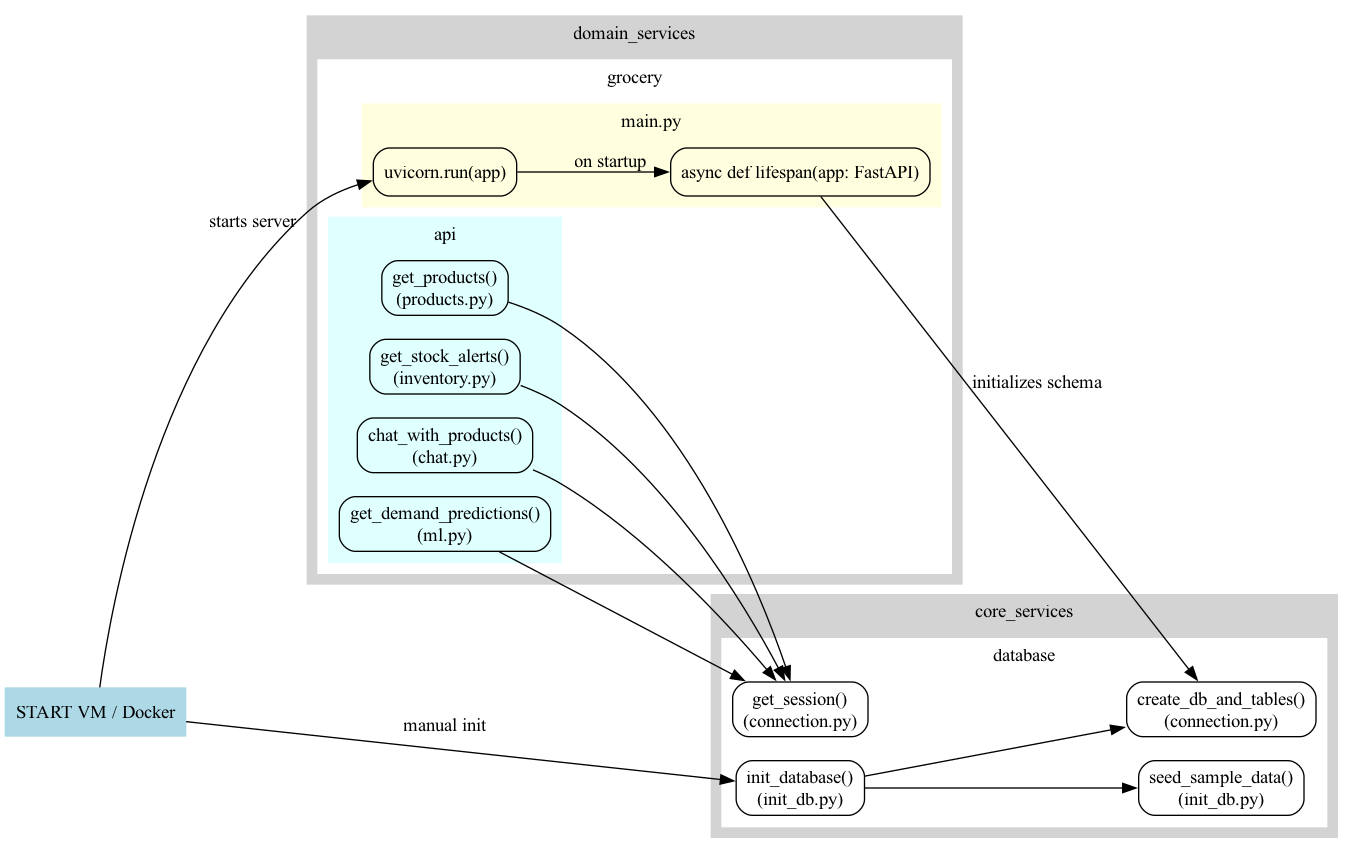 domain_services
grocery
main.py
uvicorn.run(app)
on startup
async def lifespan(app: FastAPI)
starts server
api
get_products()
(products.py)
get_stock_alerts()
(inventory.py)
initializes schema
chat_with_products()
(chat.py)
get_demand_predictions()
(ml.py)
core_services
database
get_session()
(connection.py)
create_db_and_tables()
(connection.py)
START VM / Docker
manual init
init_database()
(init_db.py)
seed_sample_data()
(init_db.py)